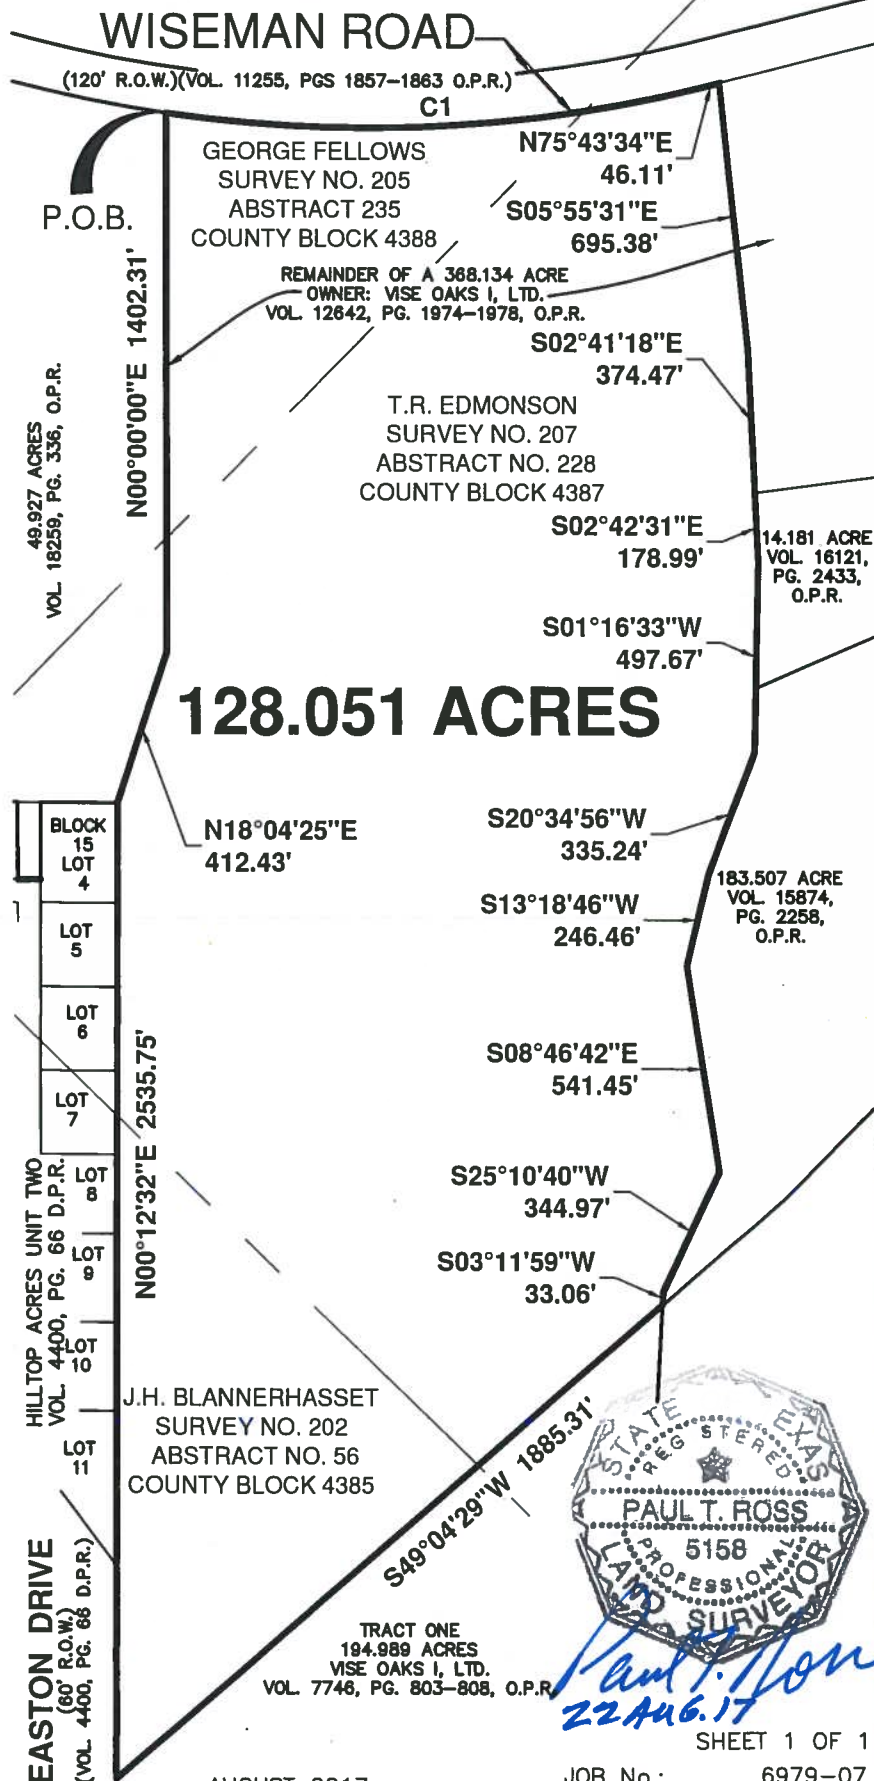 WISEMAN ROAD
(120' R.O.W.)(VOL. 11255, PGS 1857–1863 O.P.R.)
C1
P.O.B.
GEORGE FELLOWS
SURVEY NO. 205
ABSTRACT 235
COUNTY BLOCK 4388
N75°43'34"E
46.11'
S05°55'31"E
695.38'
REMAINDER OF A 368.134 ACRE
OWNER: VISE OAKS I, LTD.
VOL. 12642, PG. 1974–1978, O.P.R.
N00°00'00"E 1402.31'
49.927 ACRES
VOL. 18259, PG. 336, O.P.R.
S02°41'18"E
374.47'
T.R. EDMONSON
SURVEY NO. 207
ABSTRACT NO. 228
COUNTY BLOCK 4387
S02°42'31"E
178.99'
14.181 ACRE
VOL. 16121,
PG. 2433,
O.P.R.
S01°16'33"W
497.67'
128.051 ACRES
N18°04'25"E
412.43'
S20°34'56"W
335.24'
183.507 ACRE
VOL. 15874,
PG. 2258,
O.P.R.
S13°18'46"W
246.46'
BLOCK
15
LOT
4
LOT
5
LOT
6
LOT
7
LOT
8
LOT
9
LOT
10
LOT
11
HILLTOP ACRES UNIT TWO
VOL. 4400, PG. 66 D.P.R.
N00°12'32"E 2535.75'
S08°46'42"E
541.45'
S25°10'40"W
344.97'
S03°11'59"W
33.06'
J.H. BLANNERHASSET
SURVEY NO. 202
ABSTRACT NO. 56
COUNTY BLOCK 4385
S49°04'29"W 1885.31'
EASTON DRIVE
(60' R.O.W.)
(VOL. 4400, PG. 66 D.P.R.)
TRACT ONE
194.989 ACRES
VISE OAKS I, LTD.
VOL. 7746, PG. 803–808, O.P.R.
STATE TEXAS
REGISTERED
PAUL T. ROSS
5158
PROFESSIONAL
LAND SURVEYOR
Paul T. Ross
22 AUG. 17
SHEET 1 OF 1
AUGUST 2017
JOB No.: 6979–07